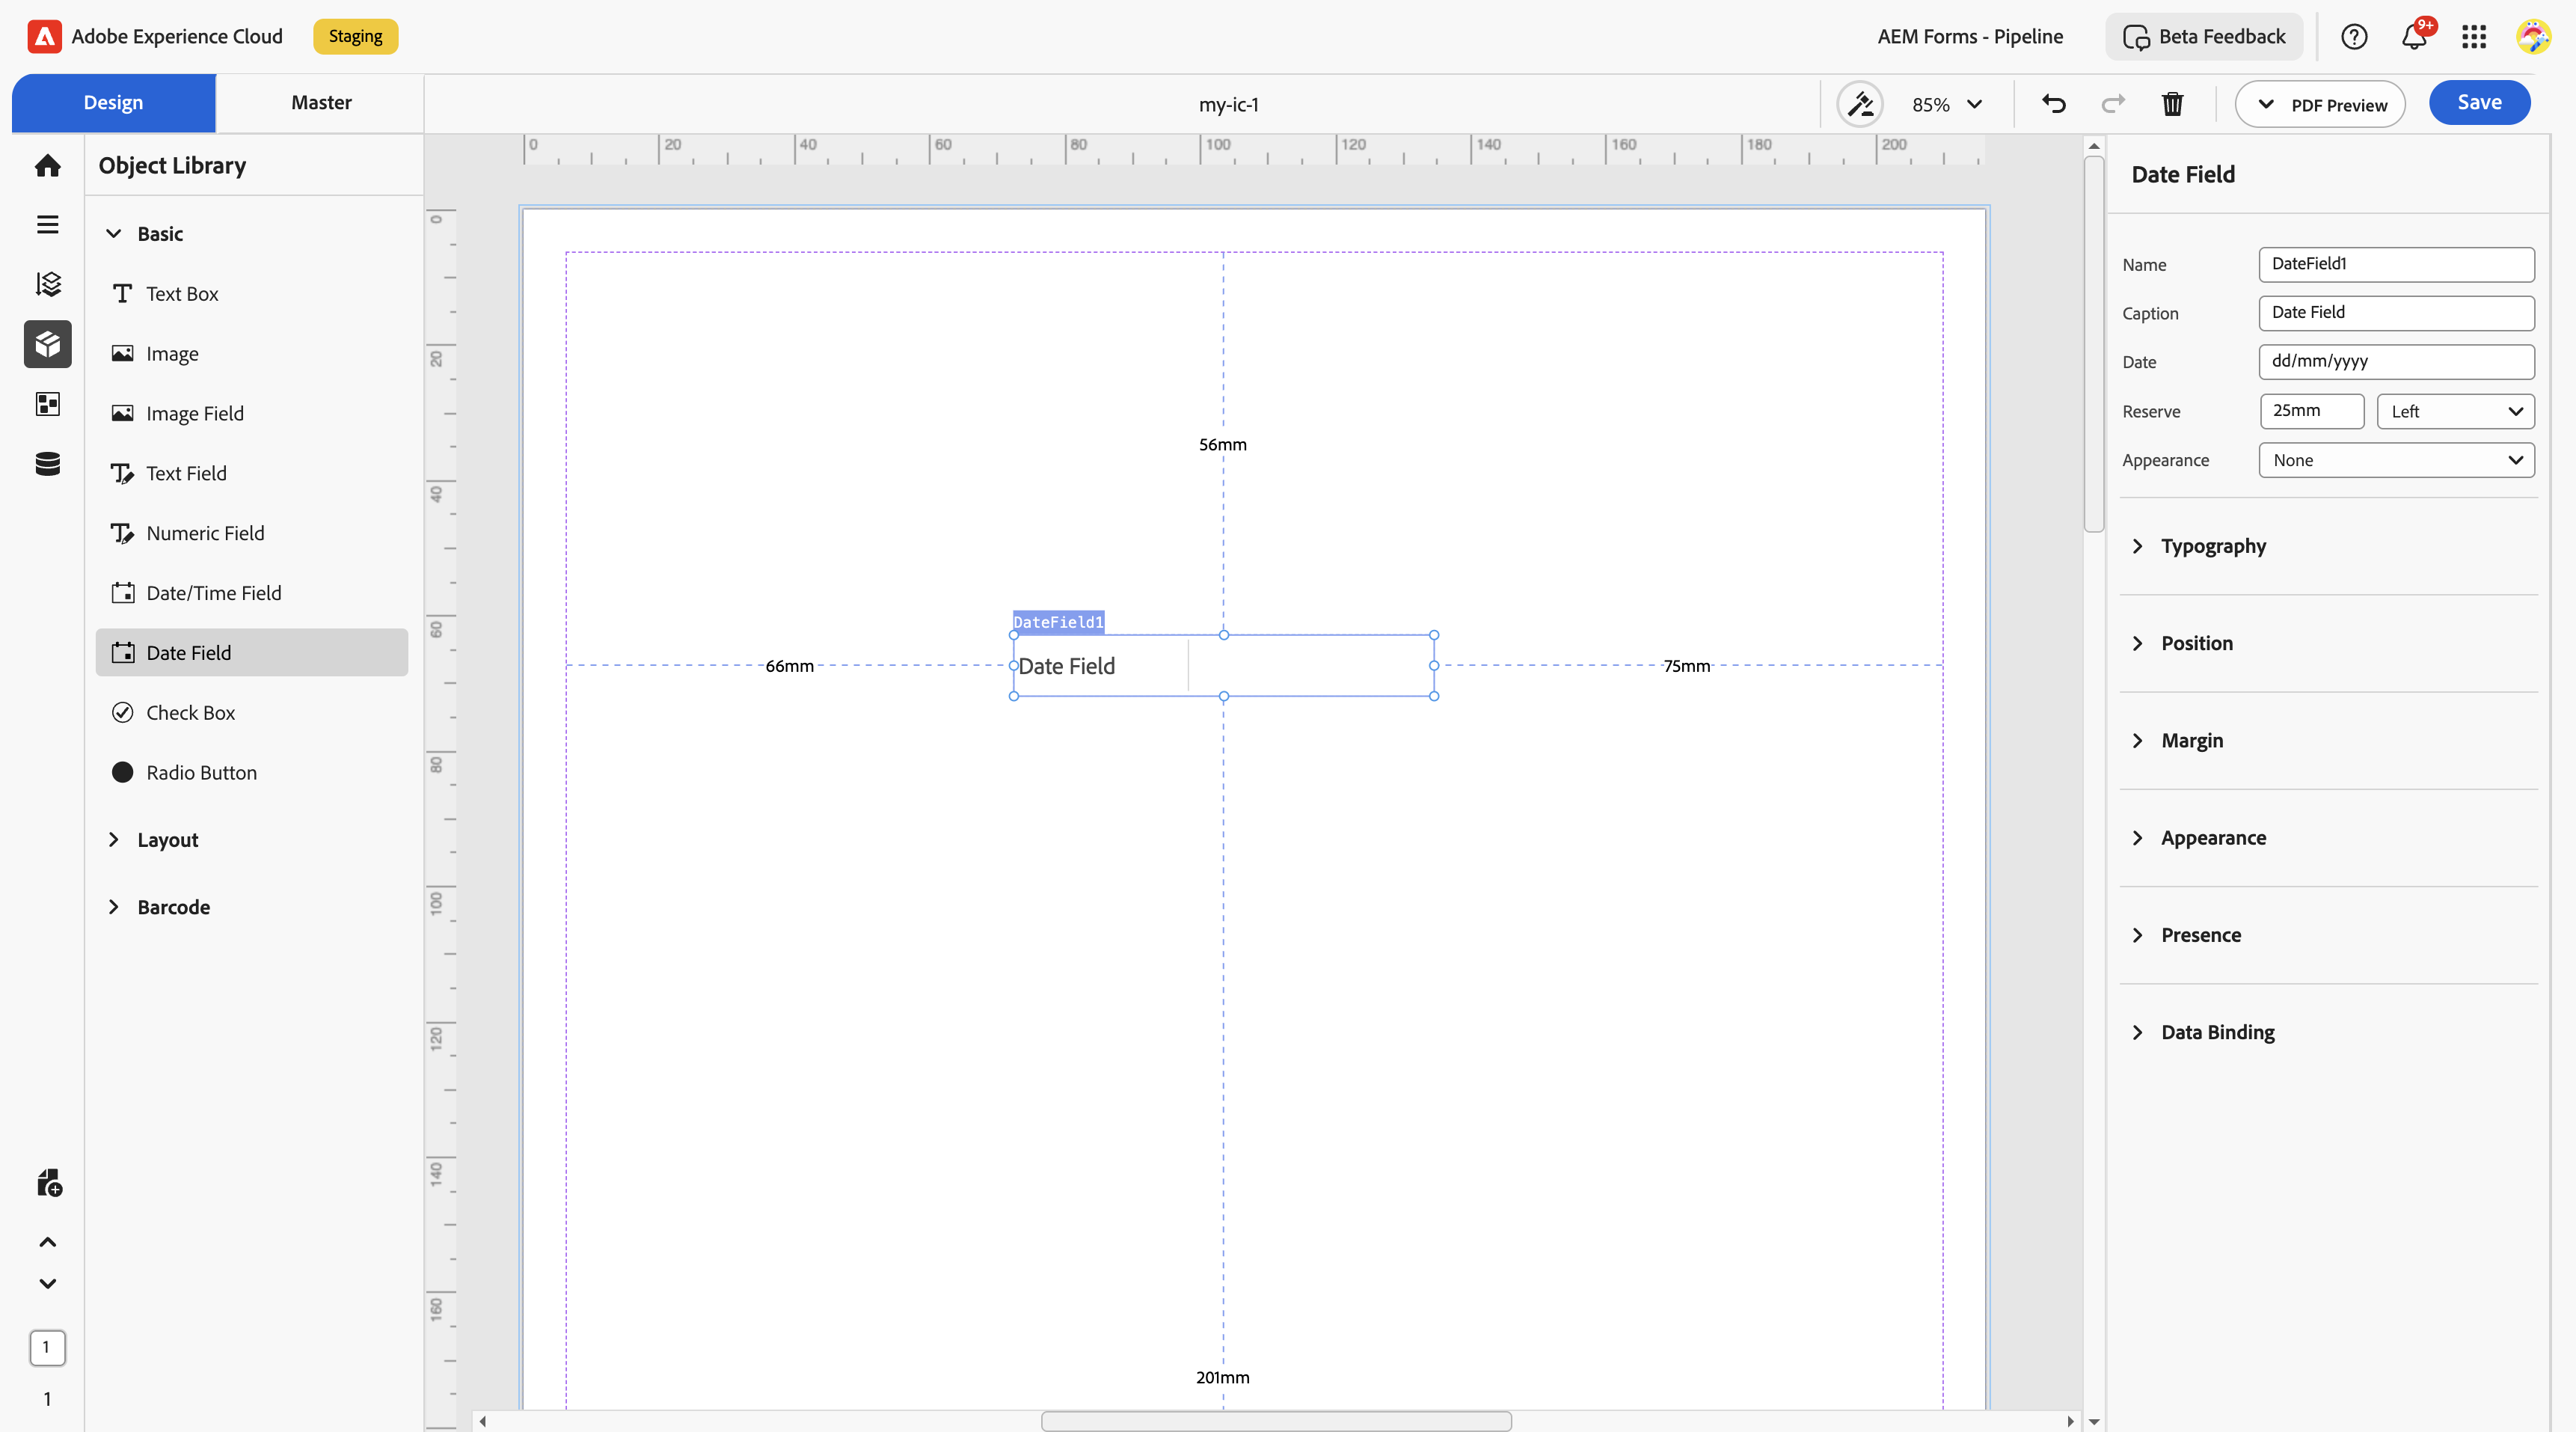 Adobe Experience Cloud
Staging
AEM Forms - Pipeline
Beta Feedback
9+
Design
Master
my-ic-1
85%
PDF Preview
Save
Object Library
Basic
Text Box
Image
Image Field
Text Field
Numeric Field
Date/Time Field
Date Field
Check Box
Radio Button
Layout
Barcode
1
1
0 20 40 60 80 100 120 140 160 180 200
0
20
40
60
80
100
120
140
160
56mm
DateField1
66mm
Date Field
75mm
201mm
Date Field
Name DateField1
Caption Date Field
Date dd/mm/yyyy
Reserve 25mm Left
Appearance None
Typography
Position
Margin
Appearance
Presence
Data Binding